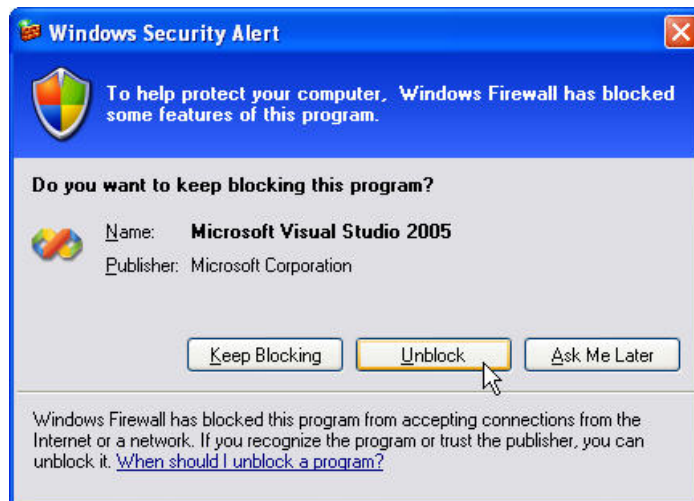 Windows Security Alert
To help protect your computer, Windows Firewall has blocked
some features of this program.
Do you want to keep blocking this program?
Name: Microsoft Visual Studio 2005
Publisher: Microsoft Corporation
Keep Blocking Unblock Ask Me Later
Windows Firewall has blocked this program from accepting connections from the
Internet or a network. If you recognize the program or trust the publisher, you can
unblock it. When should I unblock a program?